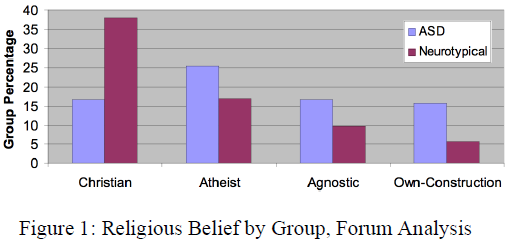 40
35
30
25
20
15
10
5
0
Group Percentage
ASD
Neurotypical
Christian Atheist Agnostic Own-Construction
Figure 1: Religious Belief by Group, Forum Analysis